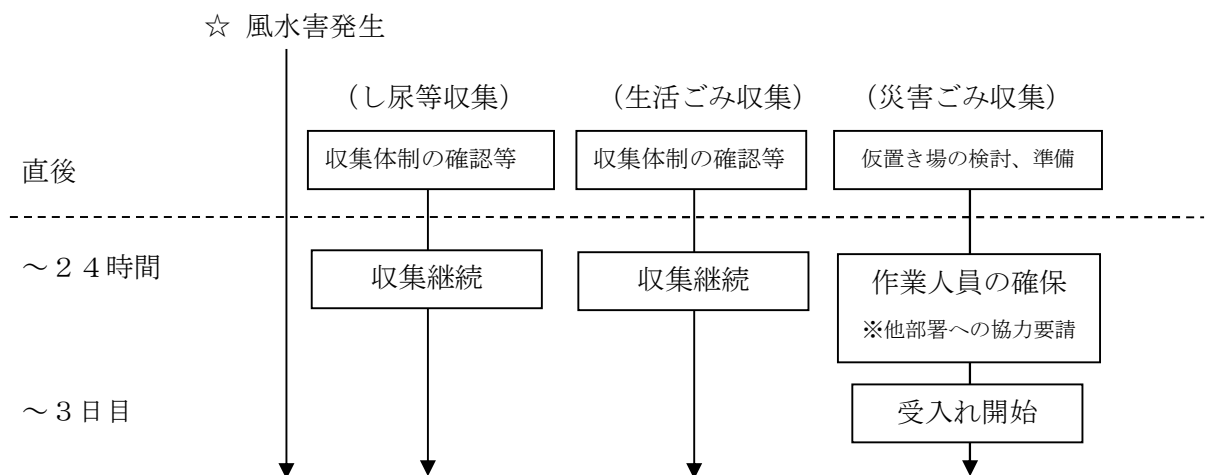 ☆ 風水害発生
（し尿等収集） （生活ごみ収集） （災害ごみ収集）
直後 収集体制の確認等 収集体制の確認等 仮置き場の検討、準備
～２４時間 収集継続 収集継続 作業人員の確保
※他部署への協力要請
～３日目 受入れ開始